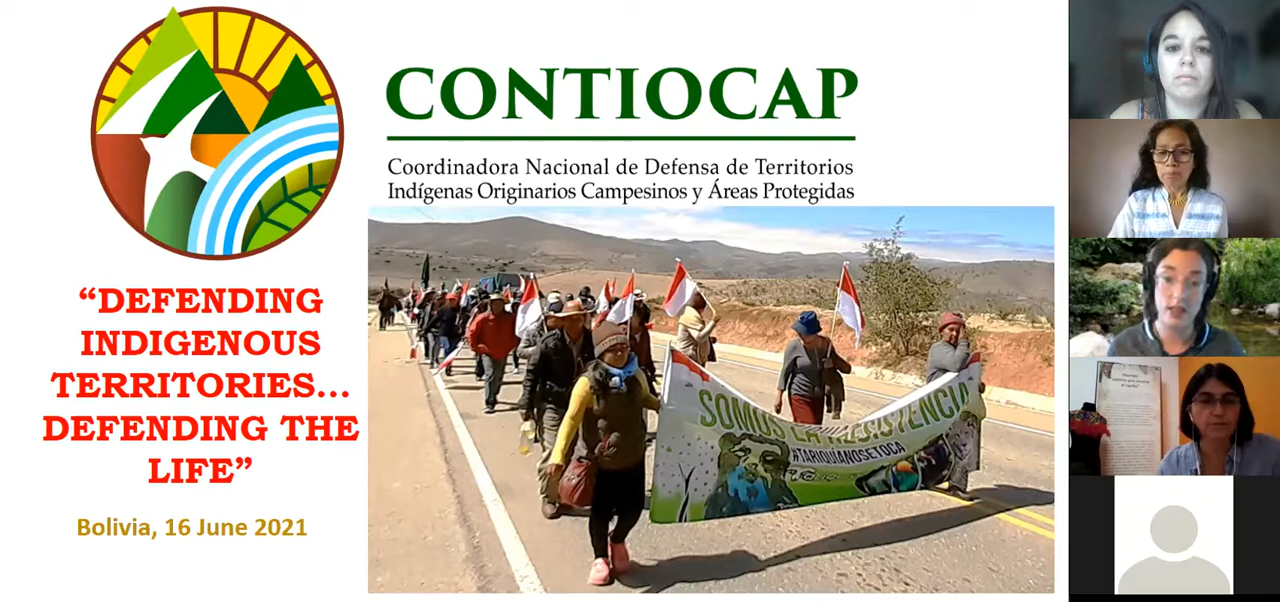 CONTIOCAP
Coordinadora Nacional de Defensa de Territorios
Indígenas Originarios Campesinos y Áreas Protegidas
“DEFENDING
INDIGENOUS
TERRITORIES...
DEFENDING THE
LIFE”
Bolivia, 16 June 2021
SOMOS LA RESISTENCIA
#TARIQUÍANOSETOCA